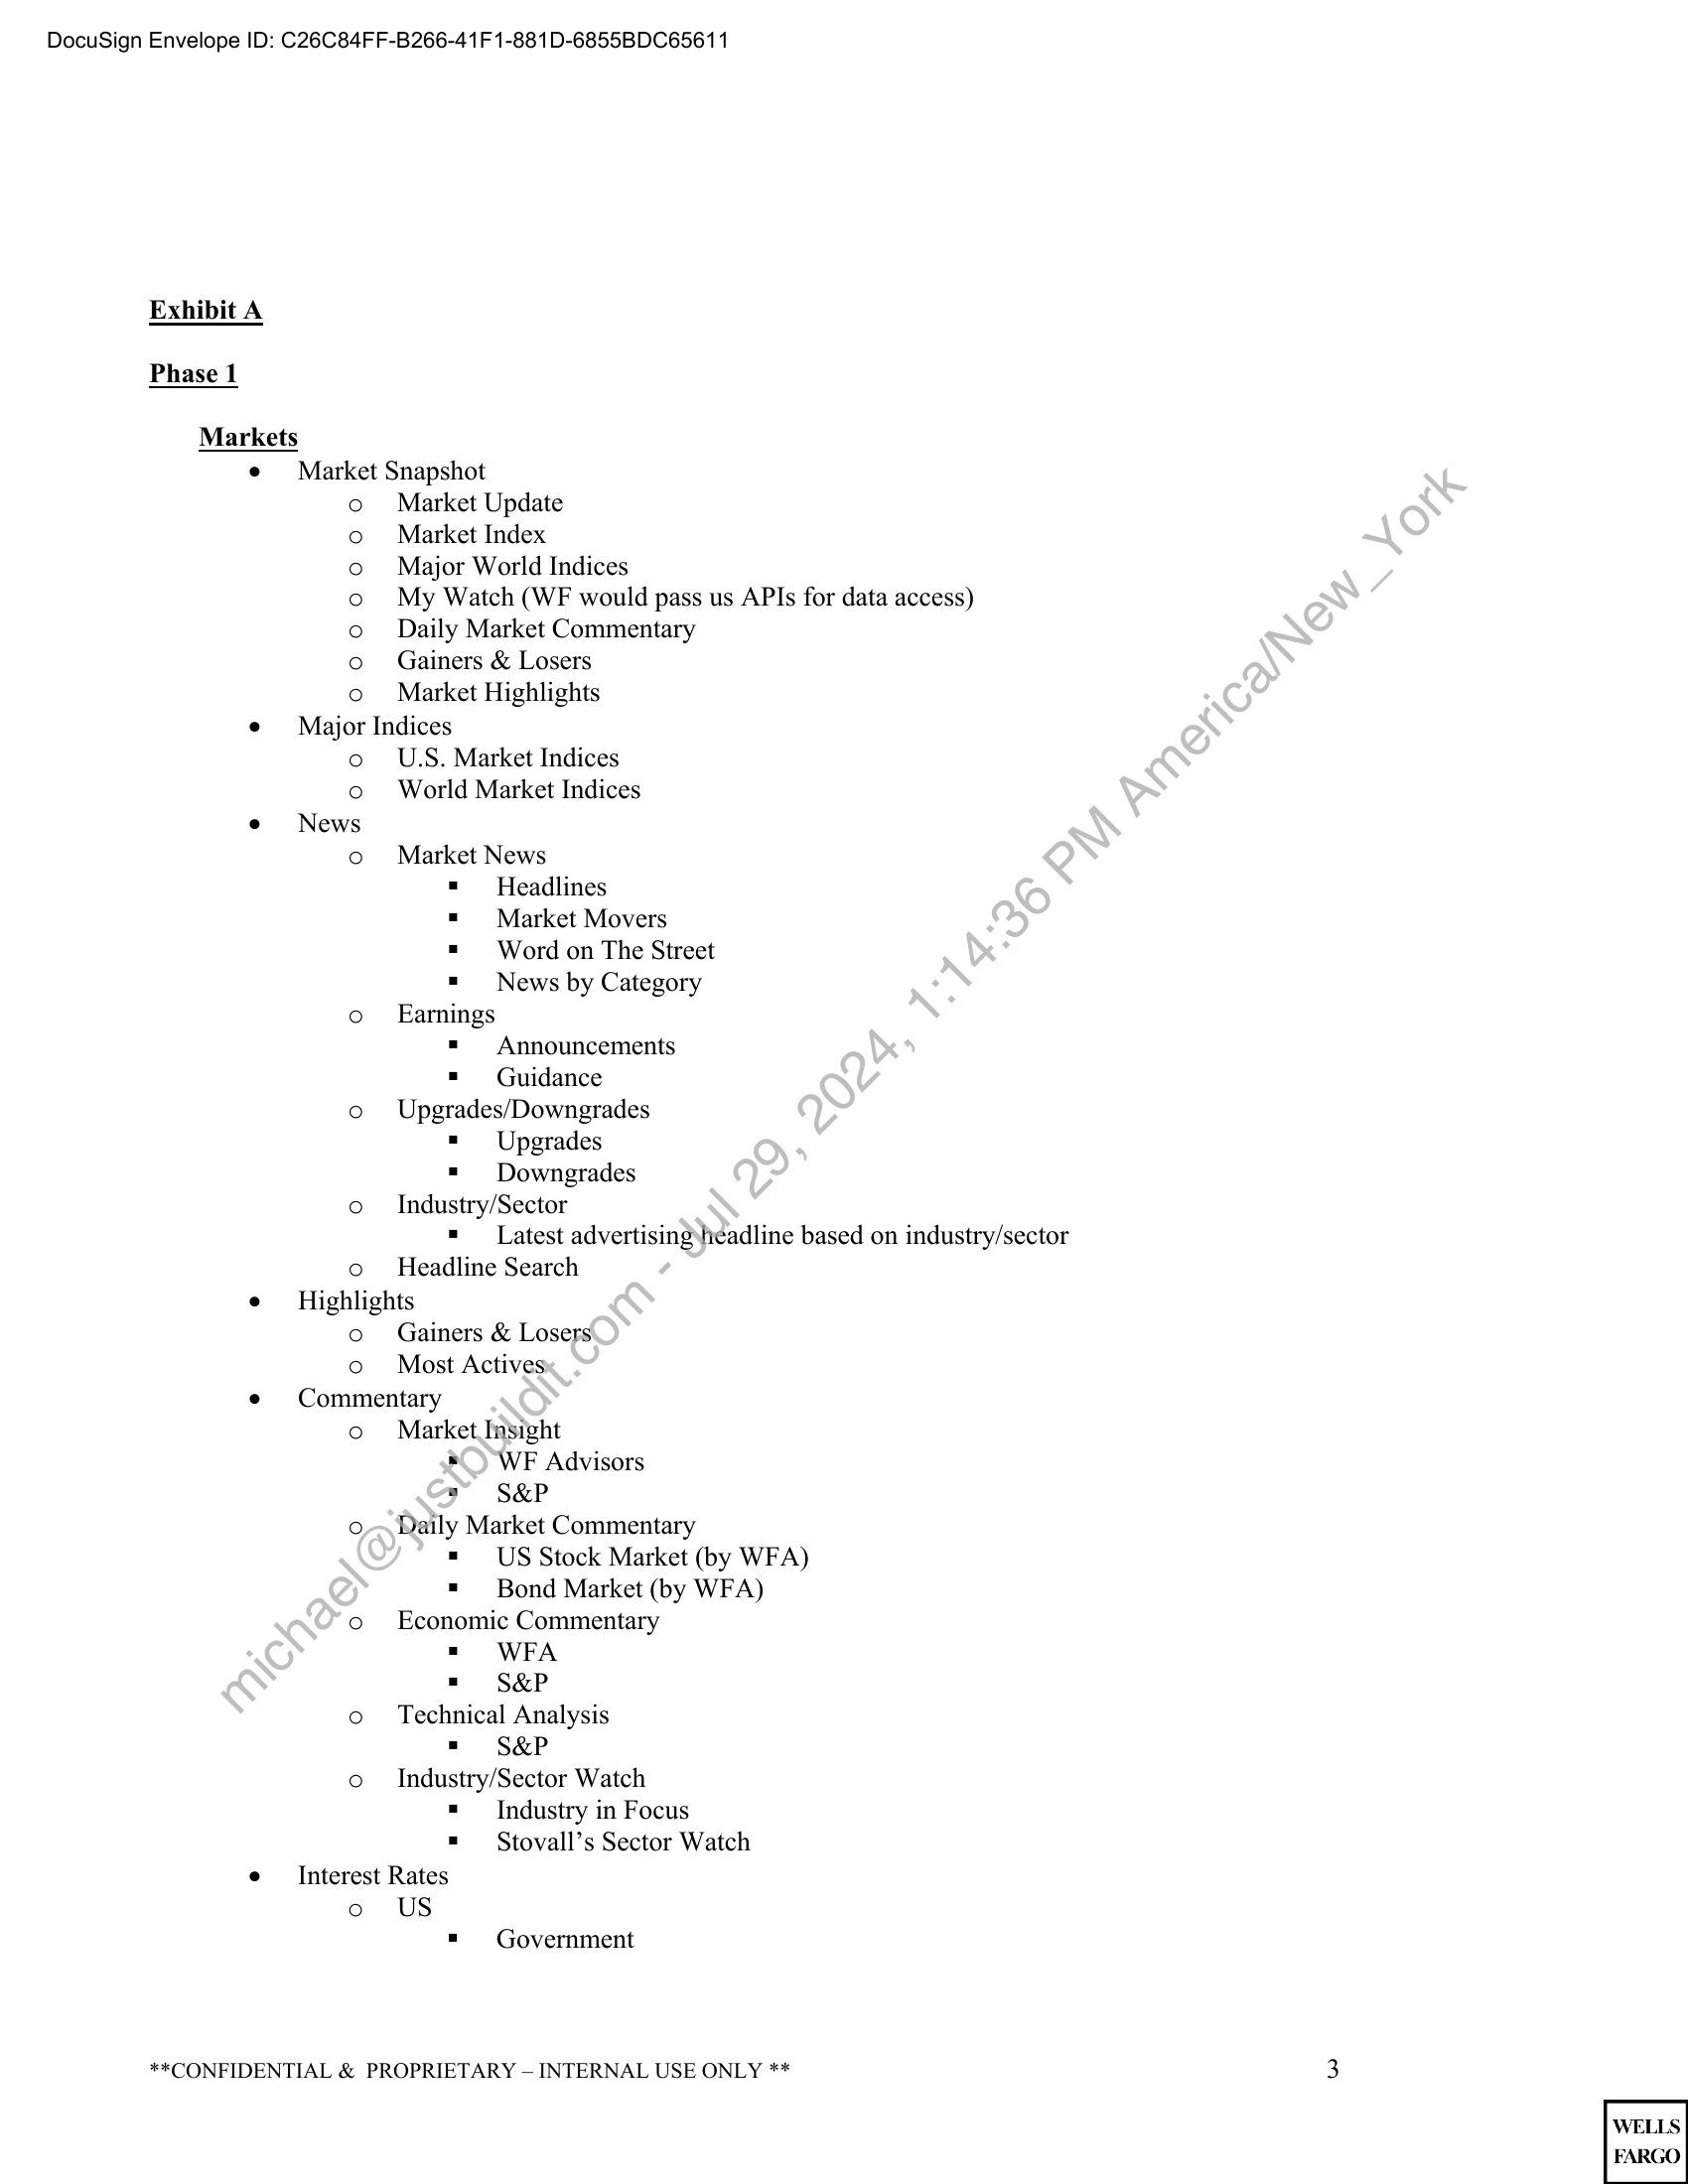 DocuSign Envelope ID: C26C84FF-B266-41F1-881D-6855BDC65611
Exhibit A
Phase 1
Markets
• Market Snapshot
o Market Update
o Market Index
o Major World Indices
o My Watch (WF would pass us APIs for data access)
o Daily Market Commentary
o Gainers & Losers
o Market Highlights
• Major Indices
o U.S. Market Indices
o World Market Indices
• News
o Market News
▪ Headlines
▪ Market Movers
▪ Word on The Street
▪ News by Category
o Earnings
▪ Announcements
▪ Guidance
o Upgrades/Downgrades
▪ Upgrades
▪ Downgrades
o Industry/Sector
▪ Latest advertising headline based on industry/sector
o Headline Search
• Highlights
o Gainers & Losers
o Most Actives
• Commentary
o Market Insight
▪ WF Advisors
▪ S&P
o Daily Market Commentary
▪ US Stock Market (by WFA)
▪ Bond Market (by WFA)
o Economic Commentary
▪ WFA
▪ S&P
o Technical Analysis
▪ S&P
o Industry/Sector Watch
▪ Industry in Focus
▪ Stovall’s Sector Watch
• Interest Rates
o US
▪ Government
michael@justbuildit.com - Jul 29, 2024, 1:14:36 PM America/New_York
**CONFIDENTIAL & PROPRIETARY – INTERNAL USE ONLY ** 3
WELLS
FARGO